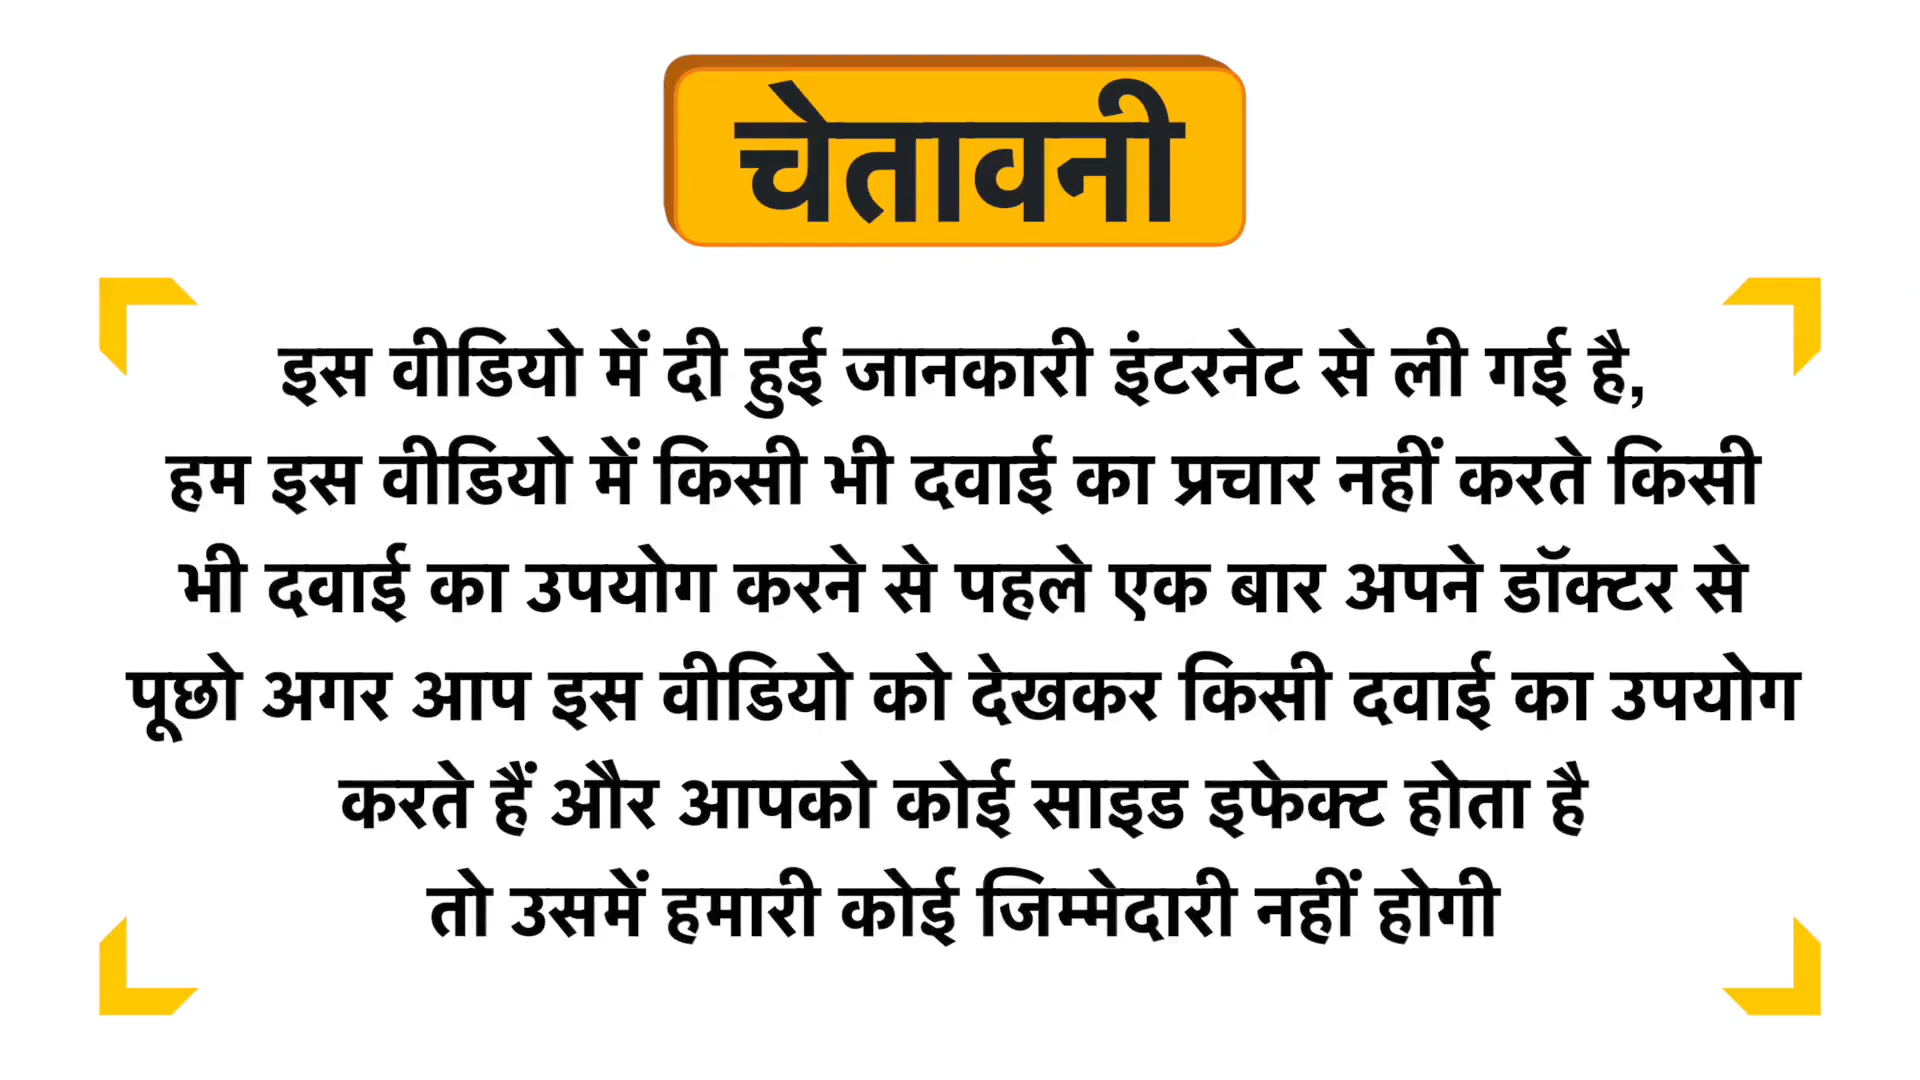 चेतावनी
इस वीडियो में दी हुई जानकारी इंटरनेट से ली गई है,
हम इस वीडियो में किसी भी दवाई का प्रचार नहीं करते किसी
भी दवाई का उपयोग करने से पहले एक बार अपने डॉक्टर से
पूछो अगर आप इस वीडियो को देखकर किसी दवाई का उपयोग
करते हैं और आपको कोई साइड इफेक्ट होता है
तो उसमें हमारी कोई जिम्मेदारी नहीं होगी